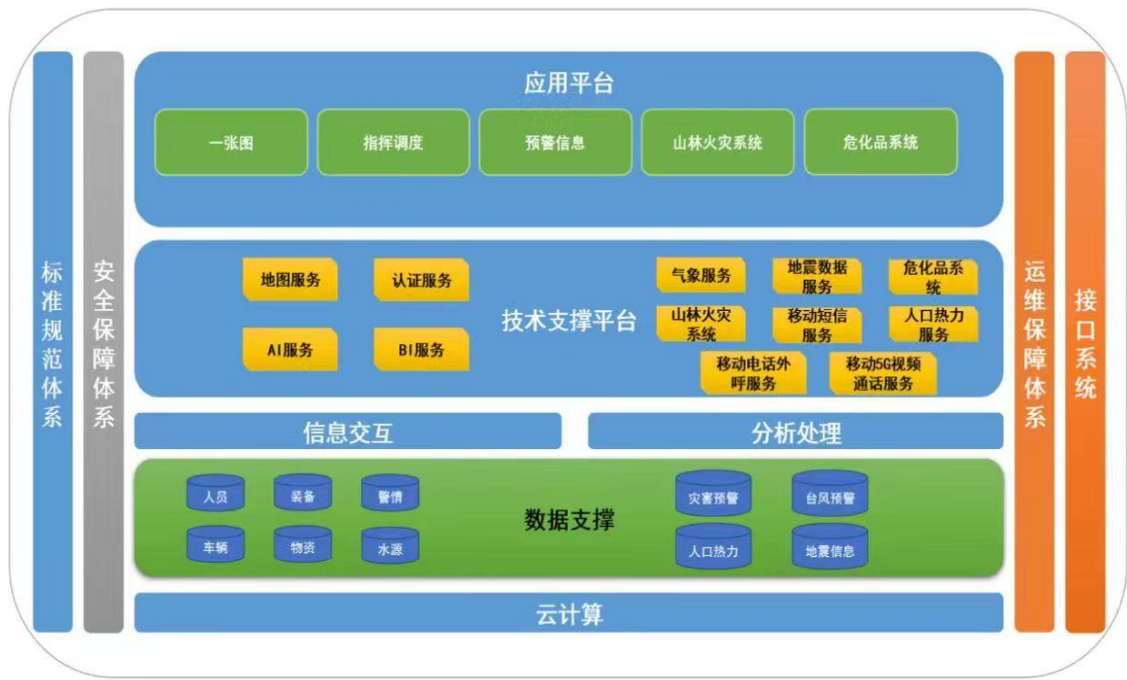 标准规范体系
安全保障体系
应用平台
一张图
指挥调度
预警信息
山林火灾系统
危化品系统
地图服务
认证服务
AI服务
BI服务
技术支撑平台
气象服务
地震数据
服务
危化品系
统
山林火灾
系统
移动短信
服务
人口热力
服务
移动电话外
呼服务
移动5G视频
通话服务
信息交互
分析处理
人员
装备
警情
车辆
物资
水源
数据支撑
灾害预警
台风预警
人口热力
地震信息
云计算
运维保障体系
接口系统